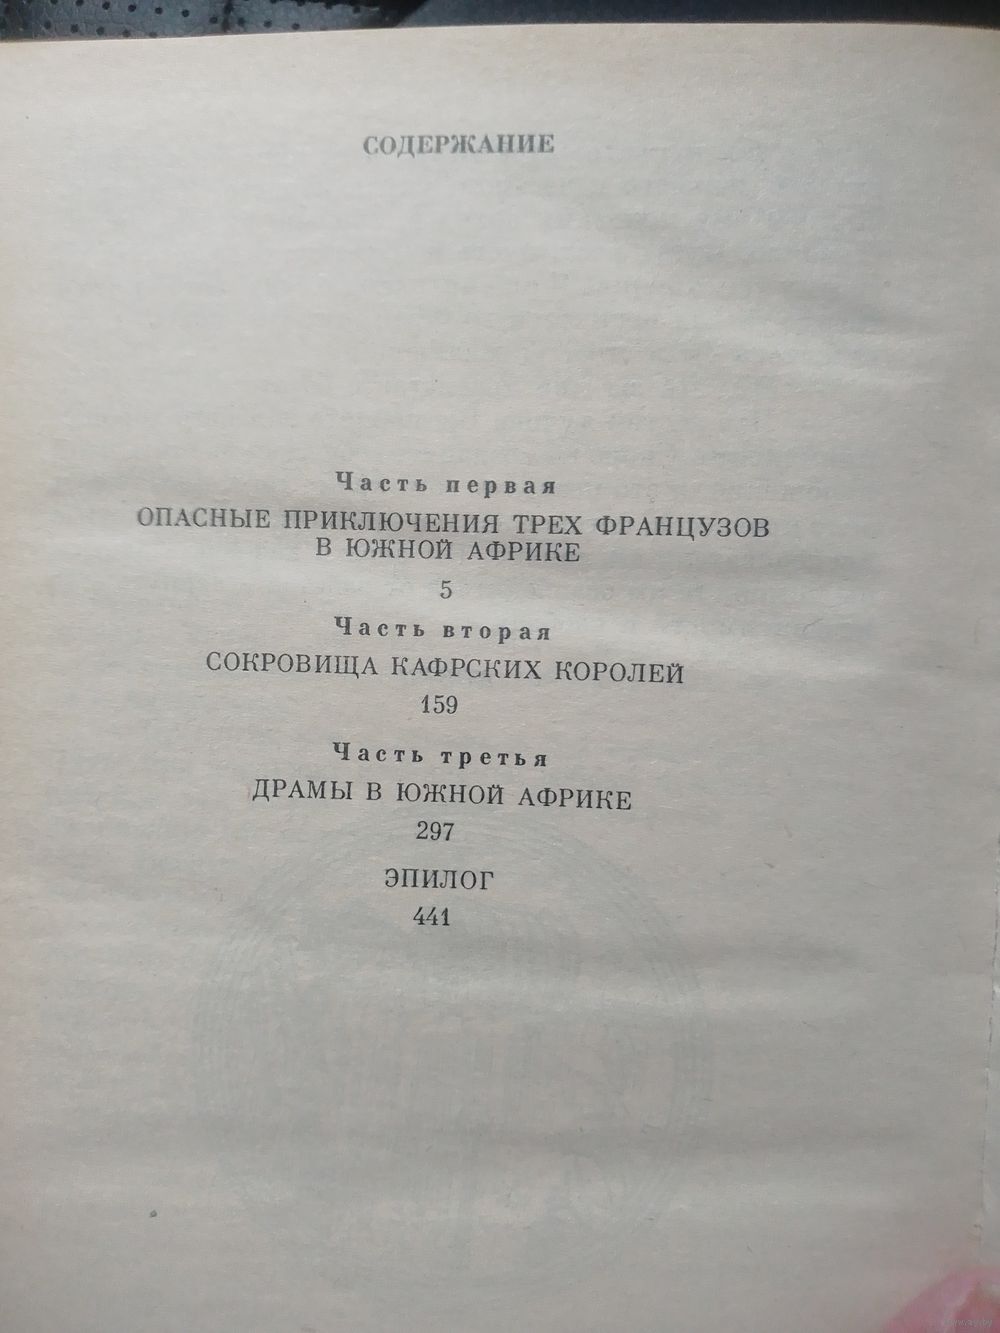 СОДЕРЖАНИЕ
Часть первая
ОПАСНЫЕ ПРИКЛЮЧЕНИЯ ТРЕХ ФРАНЦУЗОВ
В ЮЖНОЙ АФРИКЕ
5
Часть вторая
СОКРОВИЩА КАФРСКИХ КОРОЛЕЙ
159
Часть третья
ДРАМЫ В ЮЖНОЙ АФРИКЕ
297
ЭПИЛОГ
441